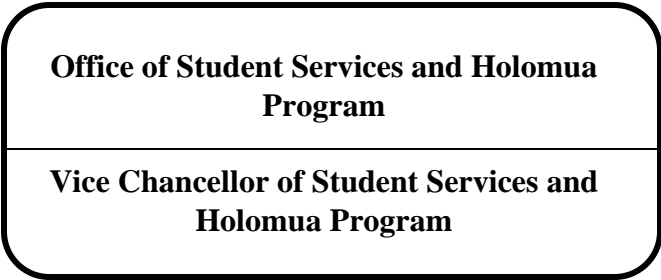 Office of Student Services and Holomua
Program
Vice Chancellor of Student Services and
Holomua Program